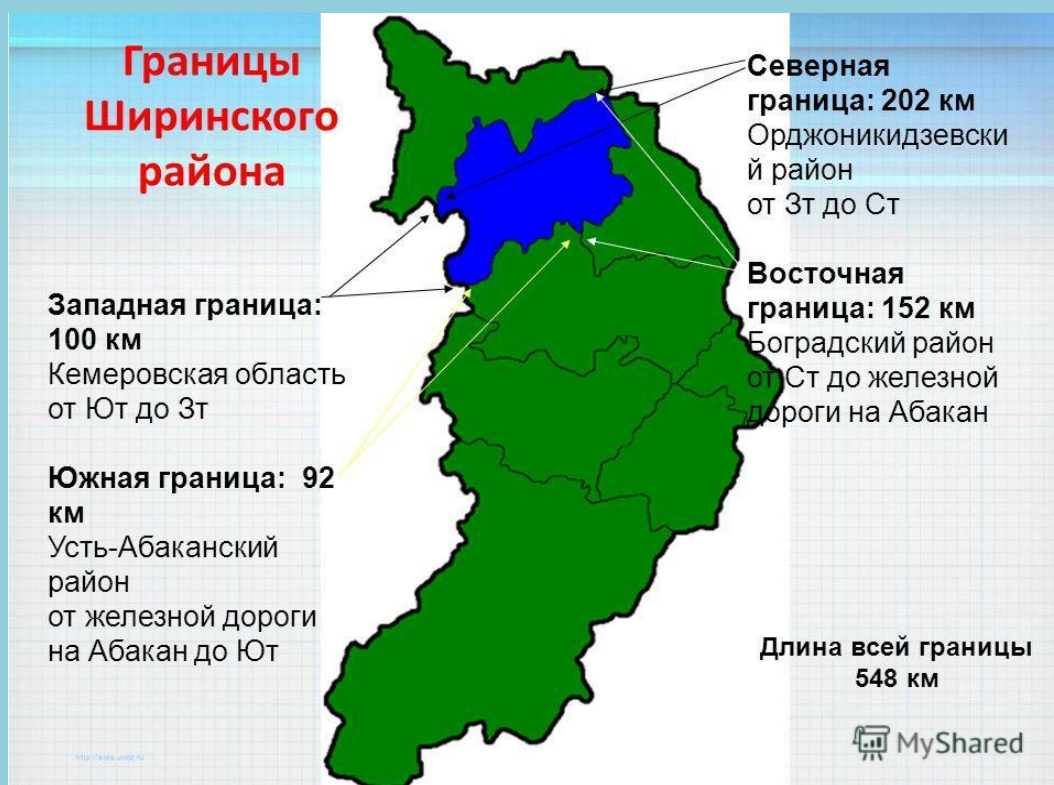 Границы
Ширинского
района
Северная
граница: 202 км
Орджоникидзевски
й район
от Зт до Ст
Восточная
граница: 152 км
Боградский район
от Ст до железной
дороги на Абакан
Западная граница:
100 км
Кемеровская область
от Ют до Зт
Южная граница: 92
км
Усть-Абаканский
район
от железной дороги
на Абакан до Ют
Длина всей границы
548 км
MyShared